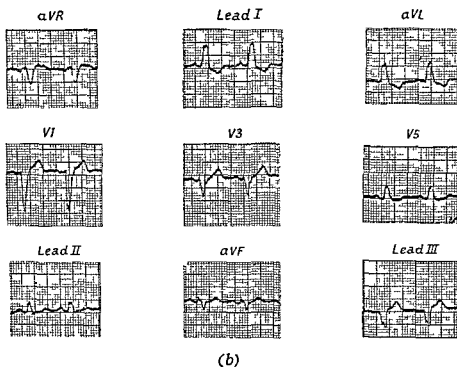 aVR Lead I aVL
V1 V3 V5
Lead II aVF Lead III
(b)